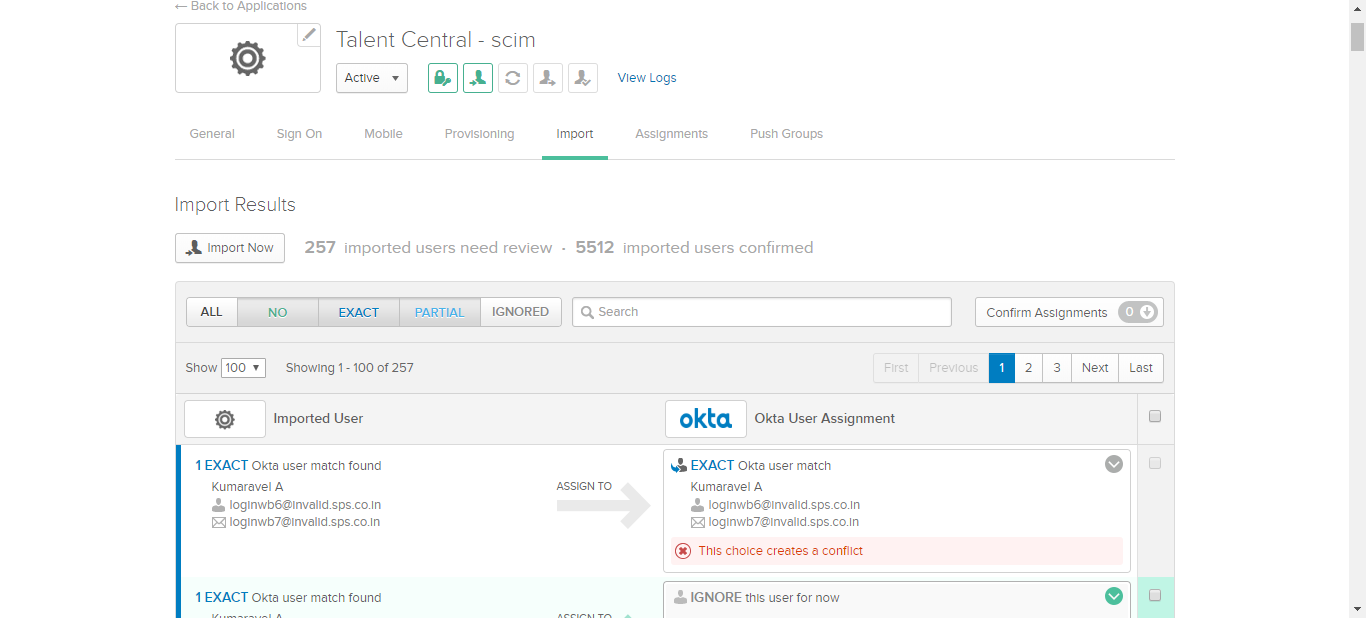 ← Back to Applications
Talent Central - scim
Active View Logs
General Sign On Mobile Provisioning Import Assignments Push Groups
Import Results
Import Now 257 imported users need review · 5512 imported users confirmed
ALL NO EXACT PARTIAL IGNORED Search Confirm Assignments 0
Show 100 Showing 1 - 100 of 257 First Previous 1 2 3 Next Last
Imported User okta Okta User Assignment
1 EXACT Okta user match found EXACT Okta user match
Kumaravel A ASSIGN TO Kumaravel A
loginwb6@invalid.sps.co.in loginwb6@invalid.sps.co.in
loginwb7@invalid.sps.co.in loginwb7@invalid.sps.co.in
This choice creates a conflict
1 EXACT Okta user match found IGNORE this user for now
Kumaravel A ASSIGN TO